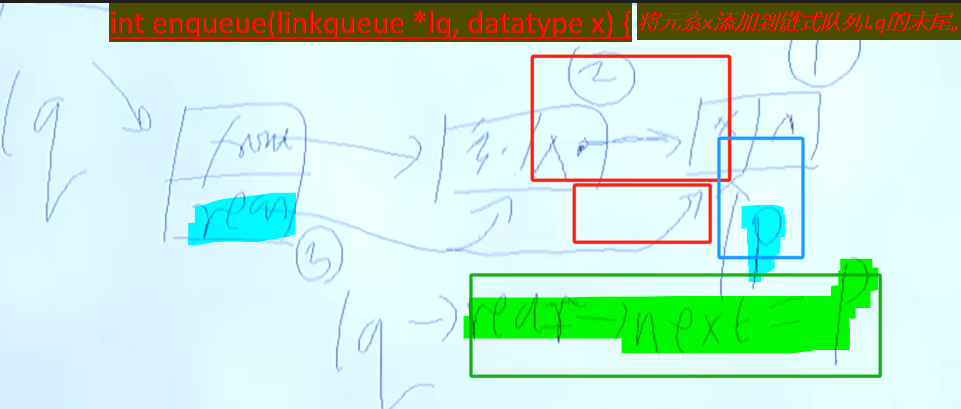 int enqueue(linkqueue *lq, datatype x) {
将元素x添加到链式队列lq的末尾。
② ①
lq
front
x ∧
rear
③
p
lq->rear->next = p